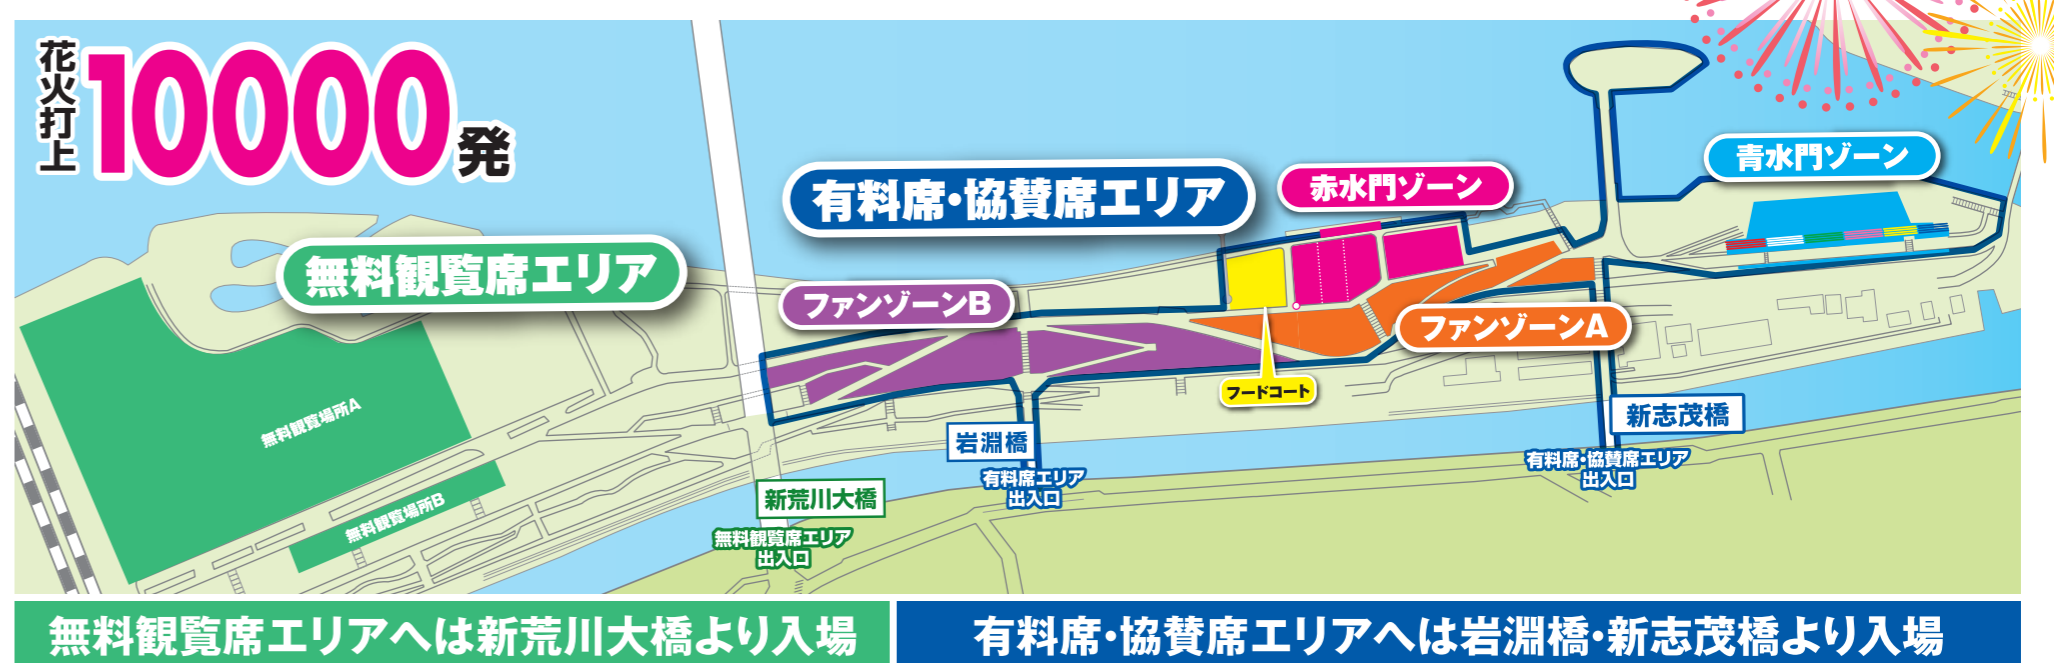 花火打上
10000発
有料席・協賛席エリア
赤水門ゾーン
青水門ゾーン
無料観覧席エリア
ファンゾーンB
ファンゾーンA
フードコート
無料観覧場所A
無料観覧場所B
岩淵橋
有料席エリア
出入口
新志茂橋
有料席・協賛席エリア
出入口
新荒川大橋
無料観覧席エリア
出入口
無料観覧席エリアへは新荒川大橋より入場
有料席・協賛席エリアへは岩淵橋・新志茂橋より入場